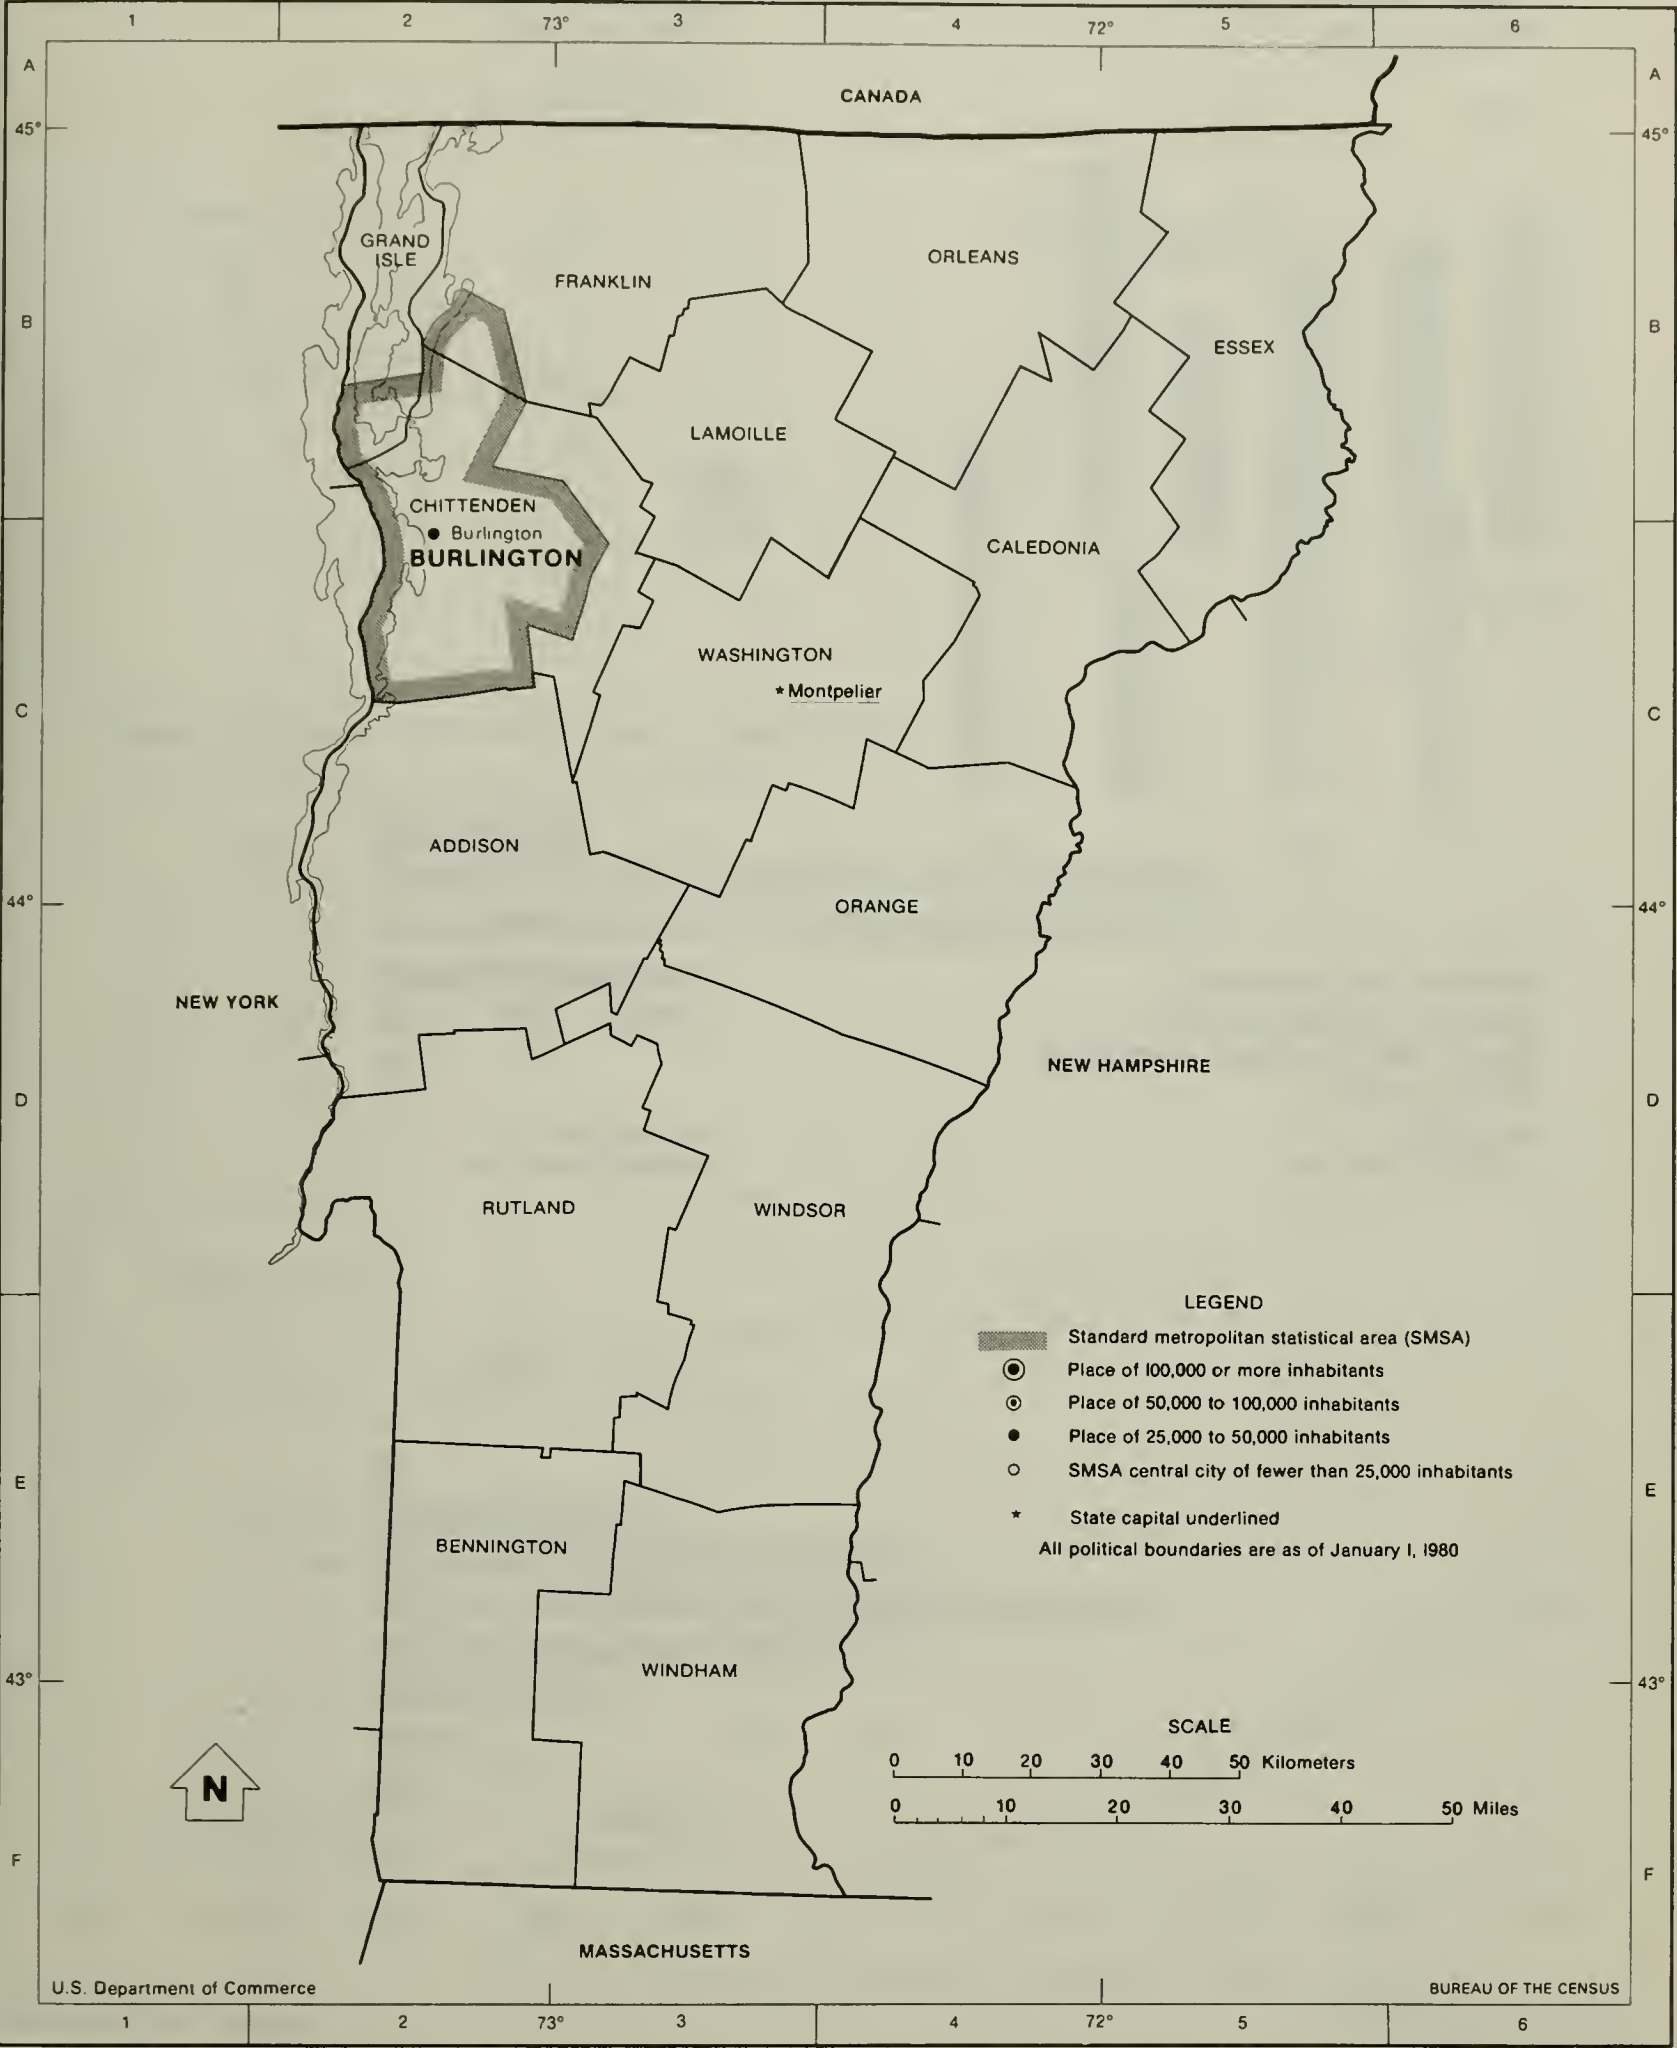 1 2 73° 3 4 72° 5 6
A A
CANADA
45° 45°
GRAND
ISLE
FRANKLIN
ORLEANS
B B
ESSEX
LAMOILLE
CHITTENDEN
Burlington
BURLINGTON
CALEDONIA
WASHINGTON
* Montpelier
C C
ADDISON
ORANGE
44° 44°
NEW YORK
NEW HAMPSHIRE
D D
RUTLAND
WINDSOR
LEGEND
Standard metropolitan statistical area (SMSA)
Place of 100,000 or more inhabitants
Place of 50,000 to 100,000 inhabitants
Place of 25,000 to 50,000 inhabitants
SMSA central city of fewer than 25,000 inhabitants
* State capital underlined
All political boundaries are as of January 1, 1980
E E
BENNINGTON
WINDHAM
43° 43°
SCALE
0 10 20 30 40 50 Kilometers
0 10 20 30 40 50 Miles
N
F F
MASSACHUSETTS
U.S. Department of Commerce BUREAU OF THE CENSUS
1 2 73° 3 4 72° 5 6